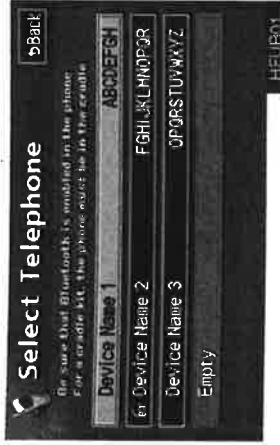 Select Telephone
Back
Be sure that Bluetooth is enabled in the phone
For a cradle kit, the phone must be in the cradle
Device Name 1 ABCDEFGH
Device Name 2 FGHIJKLMNOPQR
Device Name 3 OPQRSTUVWXYZ
Empty